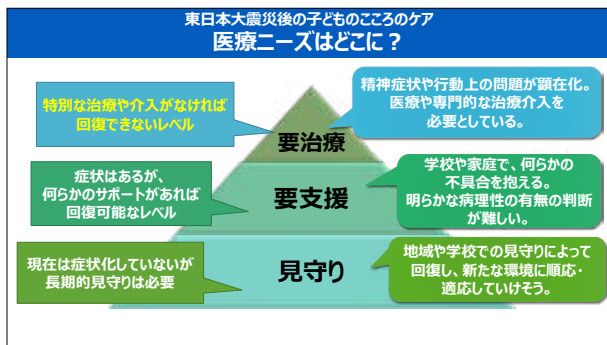 東日本大震災後の子どものこころのケア
医療ニーズはどこに？
特別な治療や介入がなければ
回復できないレベル
精神症状や行動上の問題が顕在化。
医療や専門的な治療介入を
必要としている。
要治療
症状はあるが、
何らかのサポートがあれば
回復可能なレベル
要支援
学校や家庭で、何らかの
不具合を抱える。
明らかな病理性の有無の判断
が難しい。
現在は症状化していないが
長期的見守りは必要
見守り
地域や学校での見守りによって
回復し、新たな環境に順応・
適応していけそう。